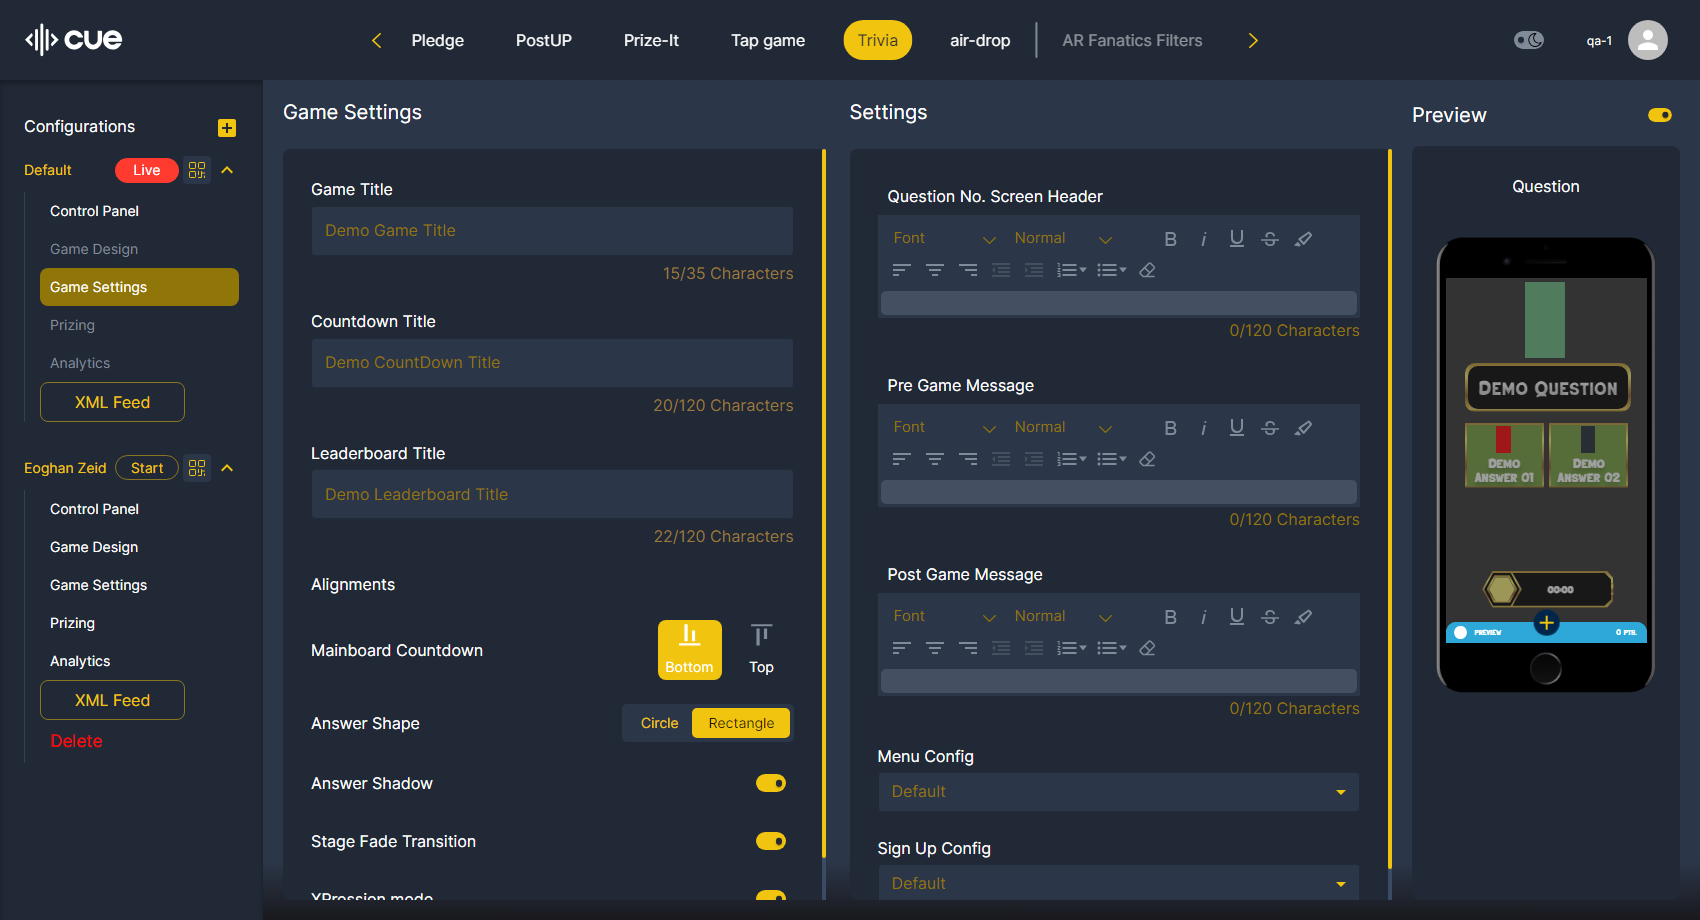 cue
Pledge
PostUP
Prize-It
Tap game
Trivia
air-drop
AR Fanatics Filters
qa-1
Configurations
Default
Live
Control Panel
Game Design
Game Settings
Prizing
Analytics
XML Feed
Eoghan Zeid
Start
Control Panel
Game Design
Game Settings
Prizing
Analytics
XML Feed
Delete
Game Settings
Game Title
Demo Game Title
15/35 Characters
Countdown Title
Demo CountDown Title
20/120 Characters
Leaderboard Title
Demo Leaderboard Title
22/120 Characters
Alignments
Mainboard Countdown
Bottom
Top
Answer Shape
Circle
Rectangle
Answer Shadow
Stage Fade Transition
XPression mode
Settings
Question No. Screen Header
Font
Normal
0/120 Characters
Pre Game Message
Font
Normal
0/120 Characters
Post Game Message
Font
Normal
0/120 Characters
Menu Config
Default
Sign Up Config
Default
Preview
Question
DEMO QUESTION
DEMO
ANSWER 01
DEMO
ANSWER 02
00:00
PREVIEW
0 PTS.